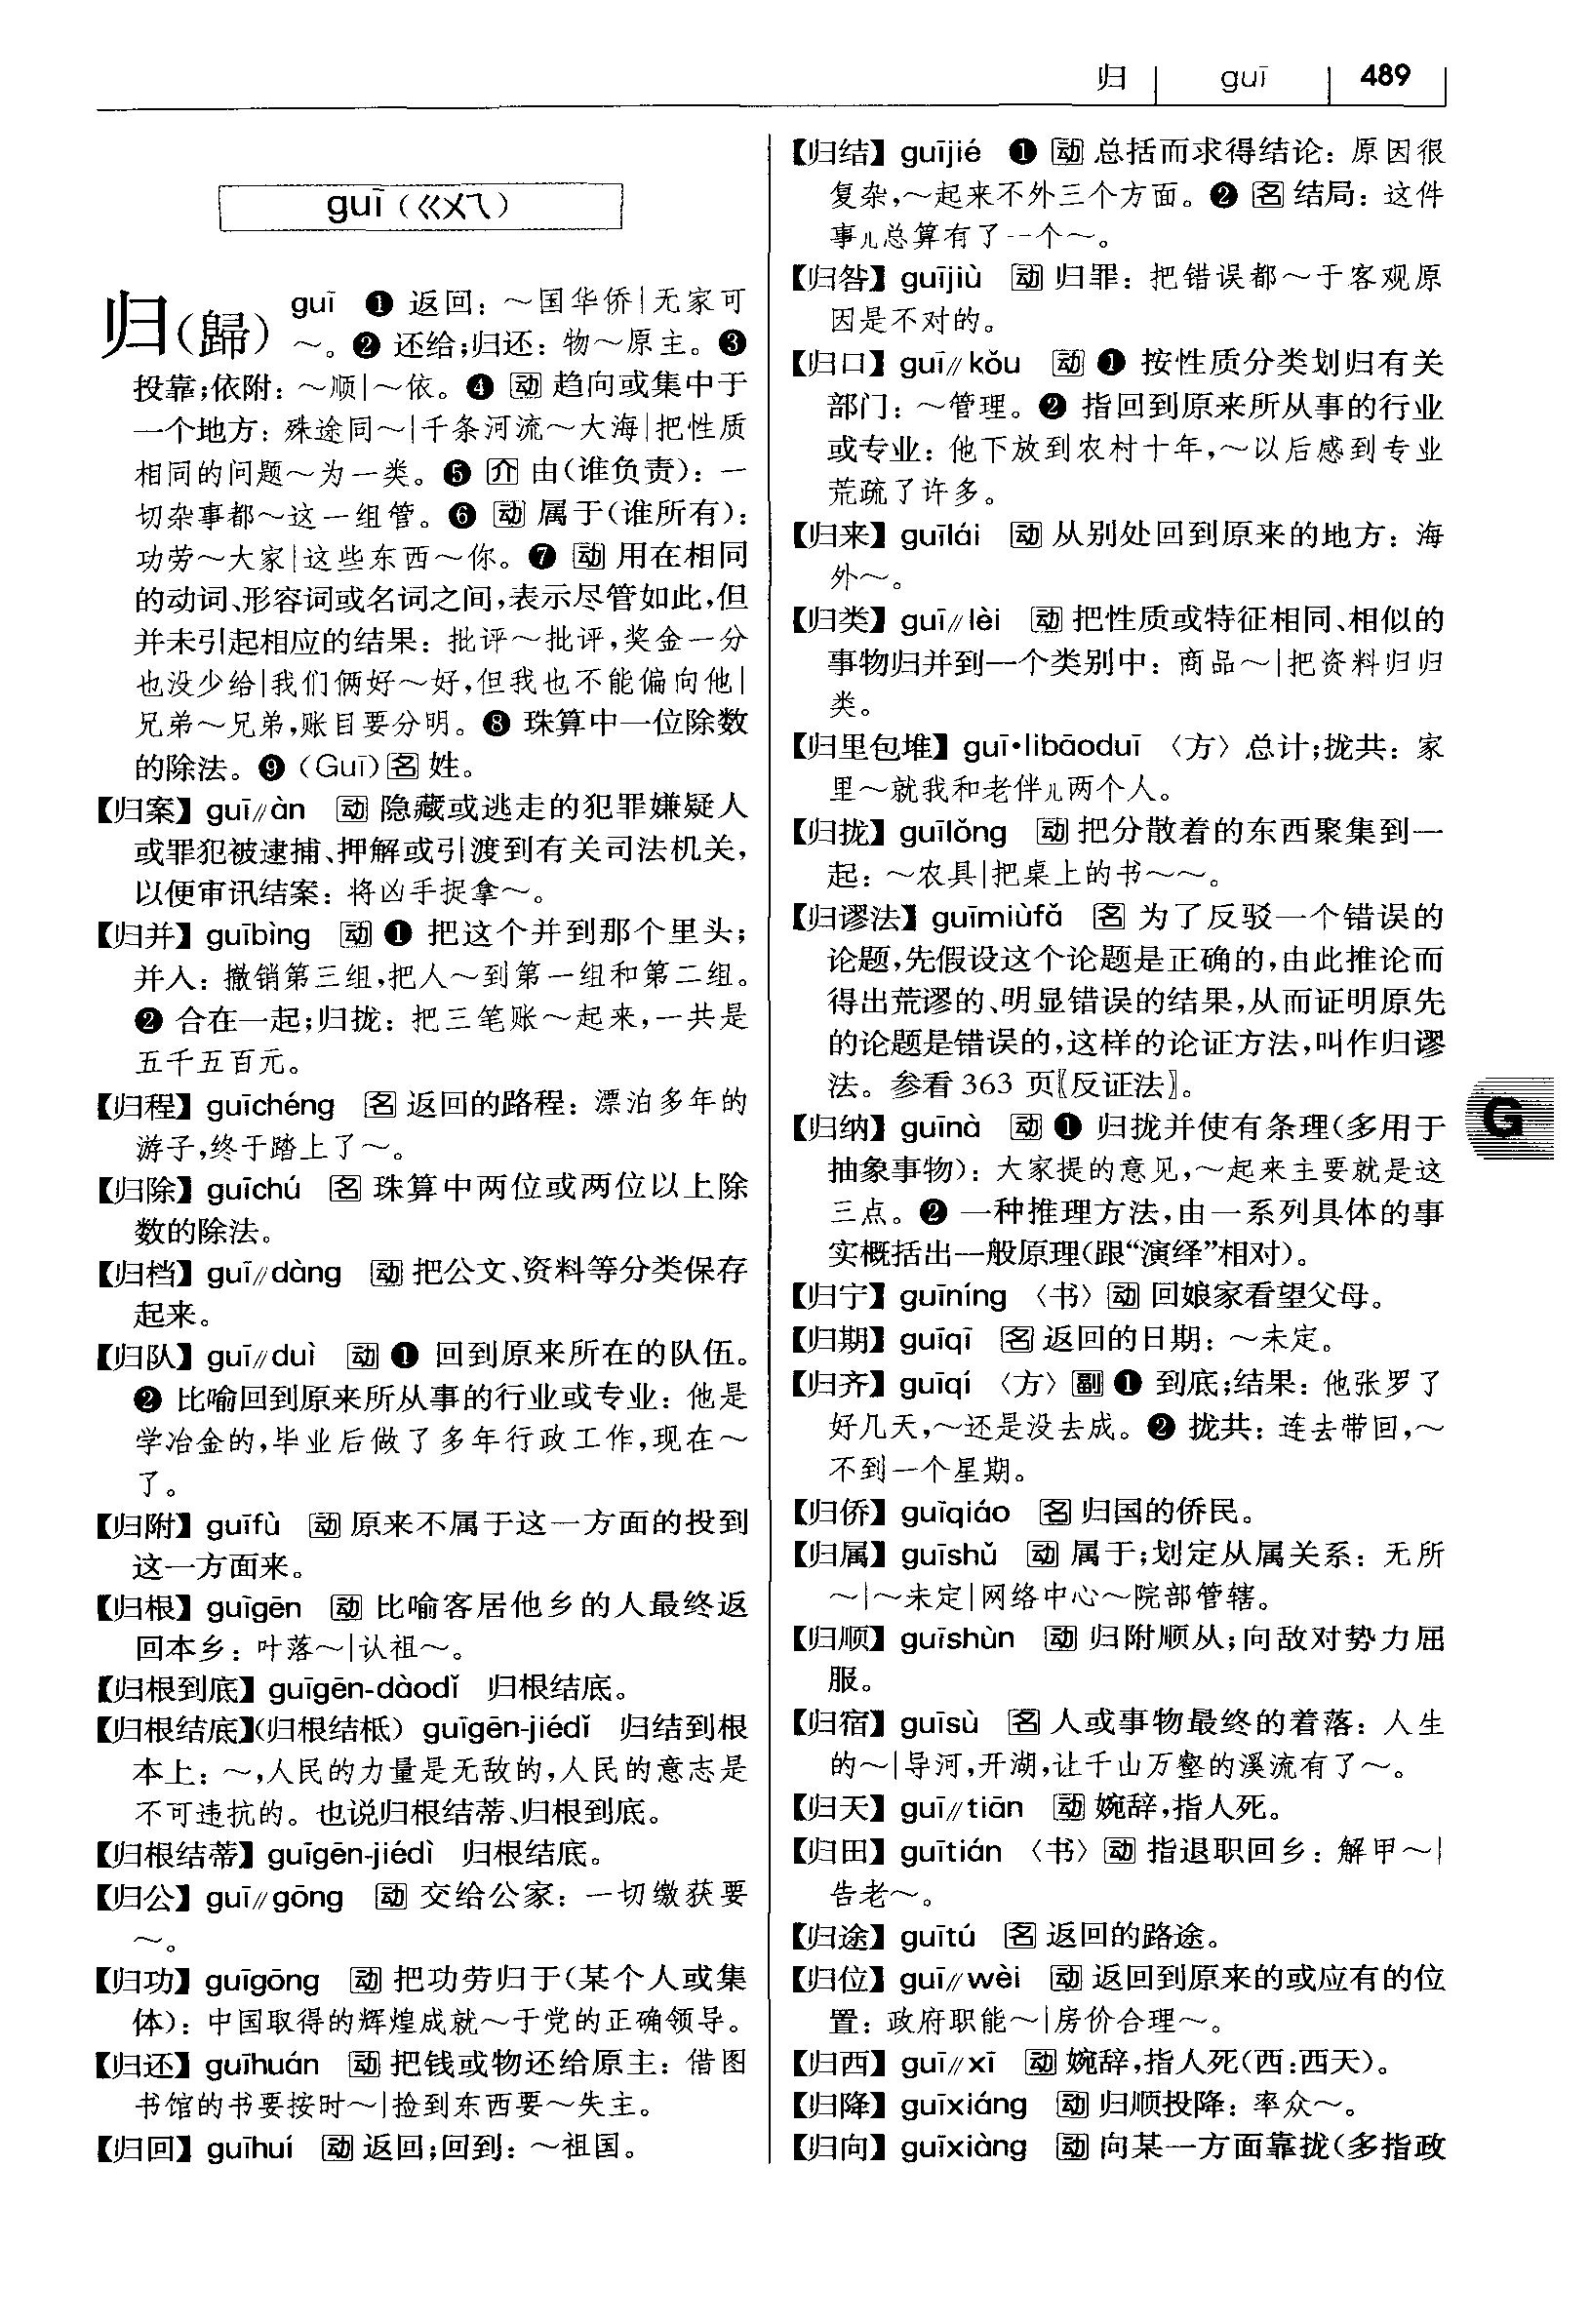 归 guī 489
guī (ㄍㄨㄟ)
归(歸) guī ❶ 返回：～国华侨|无家可
～。❷ 还给;归还：物～原主。❸
投靠;依附：～顺|～依。❹ 动 趋向或集中于
一个地方：殊途同～|千条河流～大海|把性质
相同的问题～为一类。❺ 介 由(谁负责)：一
切杂事都～这一组管。❻ 动 属于(谁所有)：
功劳～大家|这些东西～你。❼ 动 用在相同
的动词、形容词或名词之间,表示尽管如此,但
并未引起相应的结果：批评～批评,奖金一分
也没少给|我们俩好～好,但我也不能偏向他|
兄弟～兄弟,账目要分明。❽ 珠算中一位除数
的除法。❾ (Guī) 名 姓。
【归案】guī//àn 动 隐藏或逃走的犯罪嫌疑人
或罪犯被逮捕、押解或引渡到有关司法机关,
以便审讯结案：将凶手捉拿～。
【归并】guībìng 动 ❶ 把这个并到那个里头;
并入：撤销第三组,把人～到第一组和第二组。
❷ 合在一起;归拢：把三笔账～起来,一共是
五千五百元。
【归程】guīchéng 名 返回的路程：漂泊多年的
游子,终于踏上了～。
【归除】guīchú 名 珠算中两位或两位以上除
数的除法。
【归档】guī//dàng 动 把公文、资料等分类保存
起来。
【归队】guī//duì 动 ❶ 回到原来所在的队伍。
❷ 比喻回到原来所从事的行业或专业：他是
学冶金的,毕业后做了多年行政工作,现在～
了。
【归附】guīfù 动 原来不属于这一方面的投到
这一方面来。
【归根】guīgēn 动 比喻客居他乡的人最终返
回本乡：叶落～|认祖～。
【归根到底】guīgēn-dàodǐ 归根结底。
【归根结底】(归根结柢) guīgēn-jiédǐ 归结到根
本上：～,人民的力量是无敌的,人民的意志是
不可违抗的。也说归根结蒂、归根到底。
【归根结蒂】guīgēn-jiédì 归根结底。
【归公】guī//gōng 动 交给公家：一切缴获要
～。
【归功】guīgōng 动 把功劳归于(某个人或集
体)：中国取得的辉煌成就～于党的正确领导。
【归还】guīhuán 动 把钱或物还给原主：借图
书馆的书要按时～|捡到东西要～失主。
【归回】guīhuí 动 返回;回到：～祖国。
【归结】guījié ❶ 动 总括而求得结论：原因很
复杂,～起来不外三个方面。❷ 名 结局：这件
事儿总算有了一个～。
【归咎】guījiù 动 归罪：把错误都～于客观原
因是不对的。
【归口】guī//kǒu 动 ❶ 按性质分类划归有关
部门：～管理。❷ 指回到原来所从事的行业
或专业：他下放到农村十年,～以后感到专业
荒疏了许多。
【归来】guīlái 动 从别处回到原来的地方：海
外～。
【归类】guī//lèi 动 把性质或特征相同、相似的
事物归并到一个类别中：商品～|把资料归归
类。
【归里包堆】guī•libāoduī 〈方〉总计;拢共：家
里～就我和老伴儿两个人。
【归拢】guīlǒng 动 把分散着的东西聚集到一
起：～农具|把桌上的书～～。
【归谬法】guīmiùfǎ 名 为了反驳一个错误的
论题,先假设这个论题是正确的,由此推论而
得出荒谬的、明显错误的结果,从而证明原先
的论题是错误的,这样的论证方法,叫作归谬
法。参看 363 页〖反证法〗。
【归纳】guīnà 动 ❶ 归拢并使有条理(多用于
抽象事物)：大家提的意见,～起来主要就是这
三点。❷ 一种推理方法,由一系列具体的事
实概括出一般原理(跟“演绎”相对)。
【归宁】guīníng 〈书〉动 回娘家看望父母。
【归期】guīqī 名 返回的日期：～未定。
【归齐】guīqí 〈方〉副 ❶ 到底;结果：他张罗了
好几天,～还是没去成。❷ 拢共：连去带回,～
不到一个星期。
【归侨】guīqiáo 名 归国的侨民。
【归属】guīshǔ 动 属于;划定从属关系：无所
～|～未定|网络中心～院部管辖。
【归顺】guīshùn 动 归附顺从;向敌对势力屈
服。
【归宿】guīsù 名 人或事物最终的着落：人生
的～|导河,开湖,让千山万壑的溪流有了～。
【归天】guī//tiān 动 婉辞,指人死。
【归田】guītián 〈书〉动 指退职回乡：解甲～|
告老～。
【归途】guītú 名 返回的路途。
【归位】guī//wèi 动 返回到原来的或应有的位
置：政府职能～|房价合理～。
【归西】guī//xī 动 婉辞,指人死(西:西天)。
【归降】guīxiáng 动 归顺投降：率众～。
【归向】guīxiàng 动 向某一方面靠拢(多指政
G